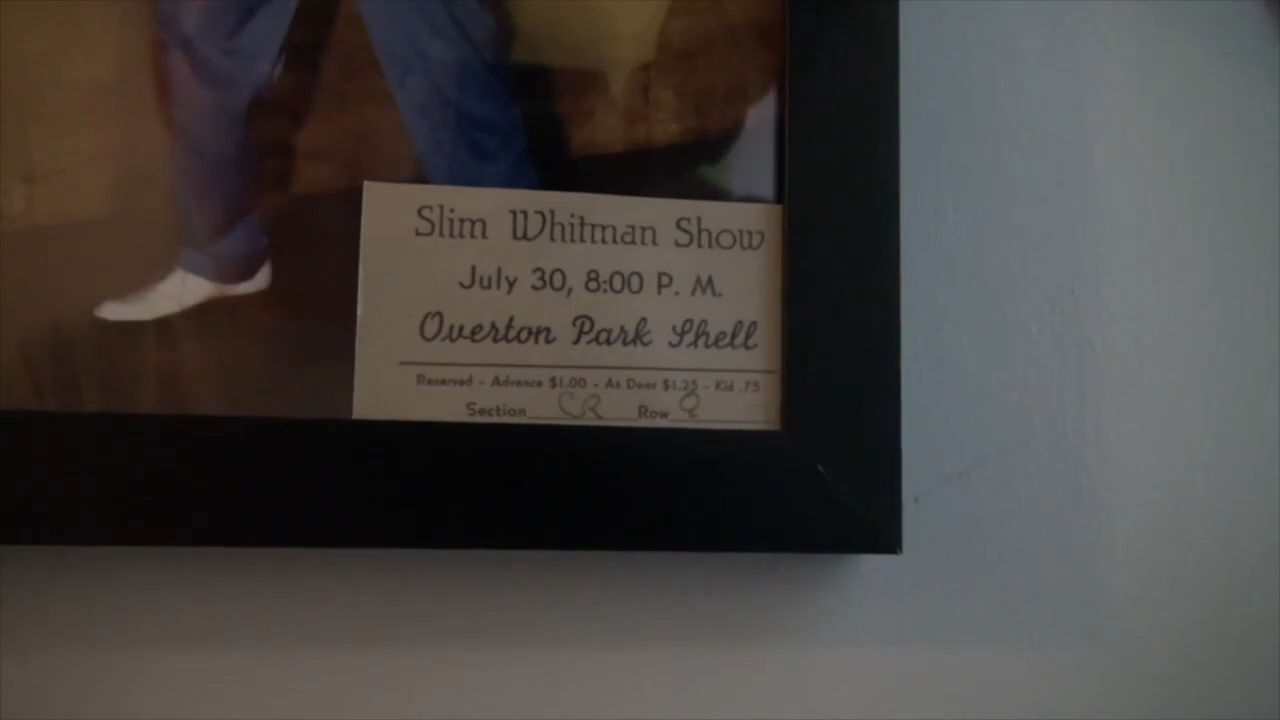 Slim Whitman Show
July 30, 8:00 P. M.
Overton Park Shell
Reserved - Advance $1.00 - At Door $1.25 - Kid .75
Section CR Row Q